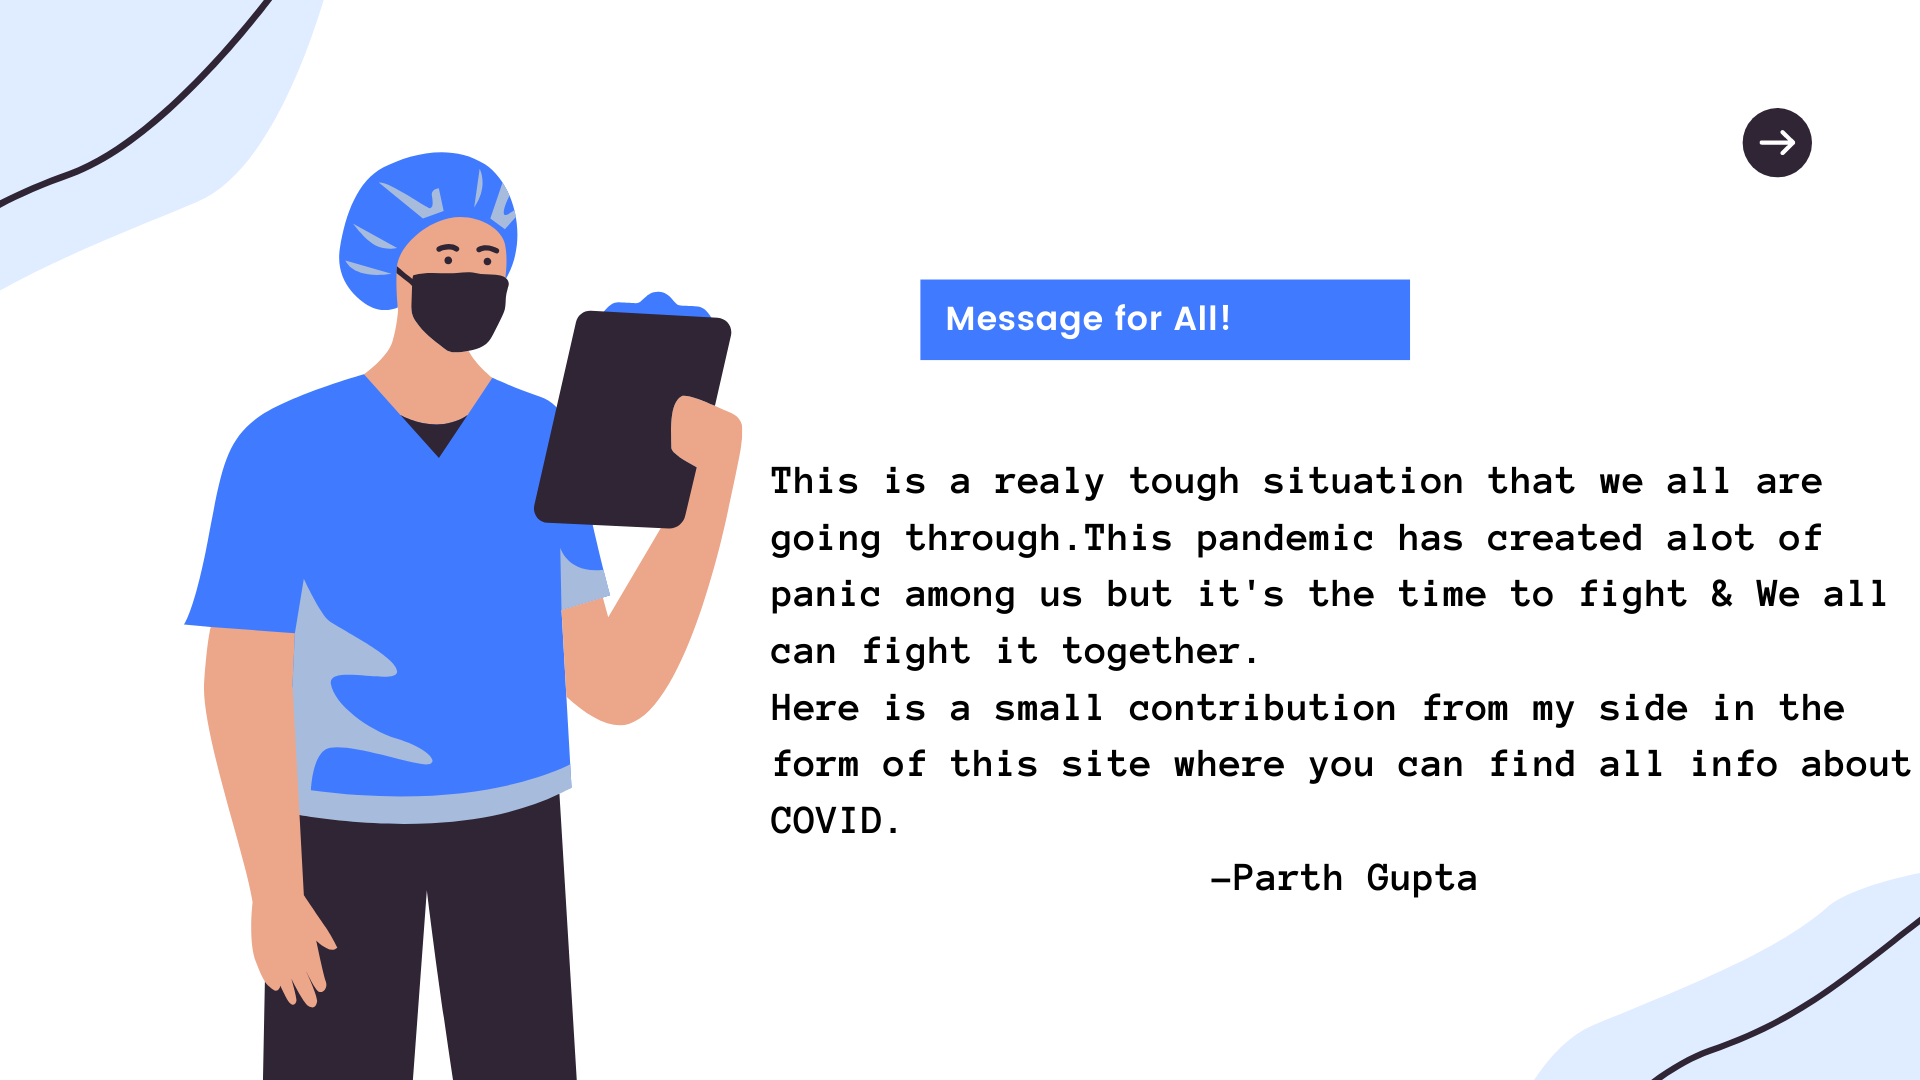 Message for All!
This is a realy tough situation that we all are
going through.This pandemic has created alot of
panic among us but it's the time to fight & We all
can fight it together.
Here is a small contribution from my side in the
form of this site where you can find all info about
COVID.
-Parth Gupta